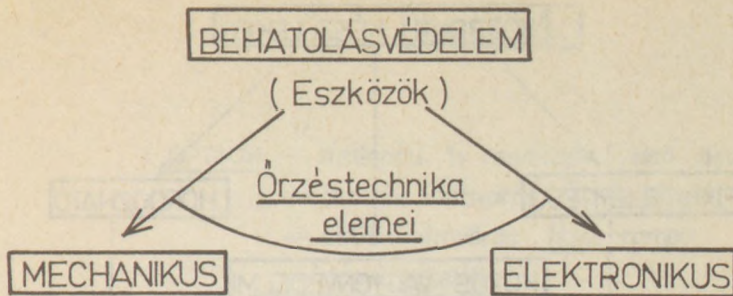 BEHATOLÁSVÉDELEM
( Eszközök )
Őrzéstechnika
elemei
MECHANIKUS
ELEKTRONIKUS